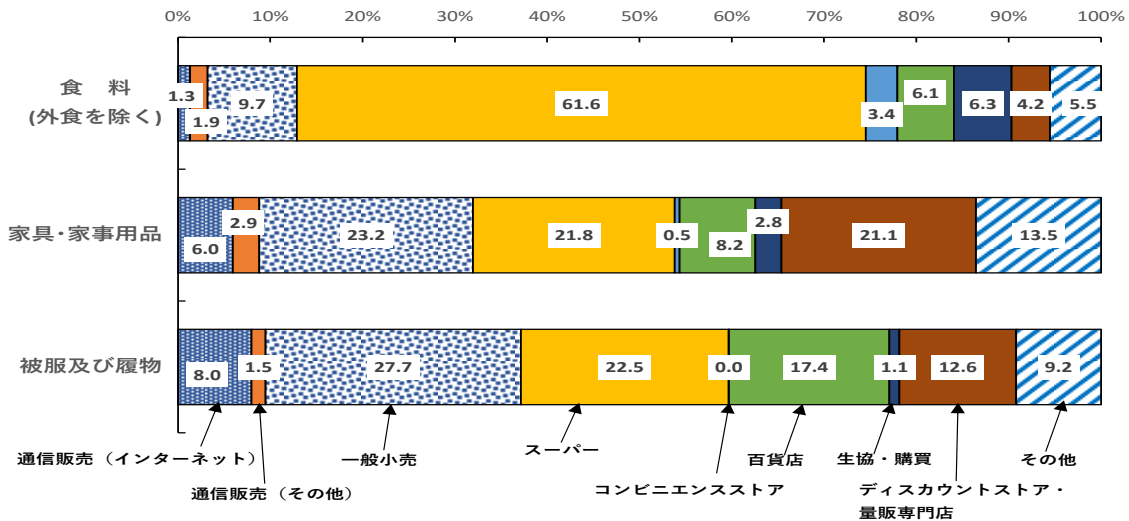 0% 10% 20% 30% 40% 50% 60% 70% 80% 90% 100%
食　料
(外食を除く)
1.3 1.9 9.7 61.6 3.4 6.1 6.3 4.2 5.5
家具・家事用品
6.0 2.9 23.2 21.8 0.5 8.2 2.8 21.1 13.5
被服及び履物
8.0 1.5 27.7 22.5 0.0 17.4 1.1 12.6 9.2
通信販売（インターネット）
通信販売（その他）
一般小売
スーパー
コンビニエンスストア
百貨店
生協・購買
ディスカウントストア・
量販専門店
その他